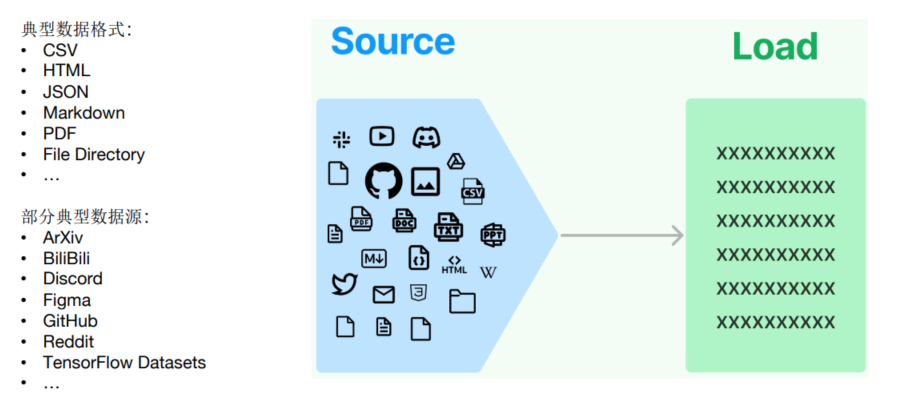 典型数据格式：
• CSV
• HTML
• JSON
• Markdown
• PDF
• File Directory
• …
部分典型数据源：
• ArXiv
• BiliBili
• Discord
• Figma
• GitHub
• Reddit
• TensorFlow Datasets
• …
Source
CSV
PDF
DOC
TXT
PPT
M↓
{}
<>
HTML
W
3
Load
XXXXXXXXXX
XXXXXXXXXX
XXXXXXXXXX
XXXXXXXXXX
XXXXXXXXXX
XXXXXXXXXX